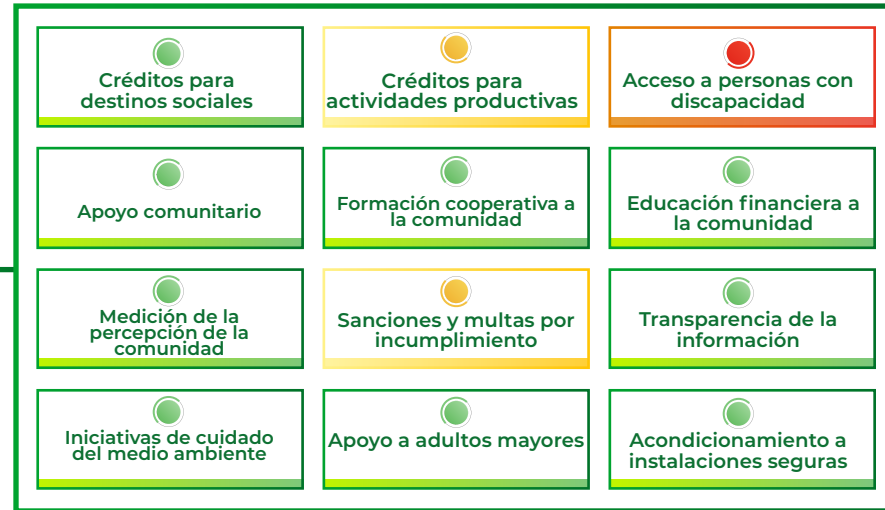 Créditos para
destinos sociales
Créditos para
actividades productivas
Acceso a personas con
discapacidad
Apoyo comunitario
Formación cooperativa a
la comunidad
Educación financiera a
la comunidad
Medición de la
percepción de la
comunidad
Sanciones y multas por
incumplimiento
Transparencia de la
información
Iniciativas de cuidado
del medio ambiente
Apoyo a adultos mayores
Acondicionamiento a
instalaciones seguras